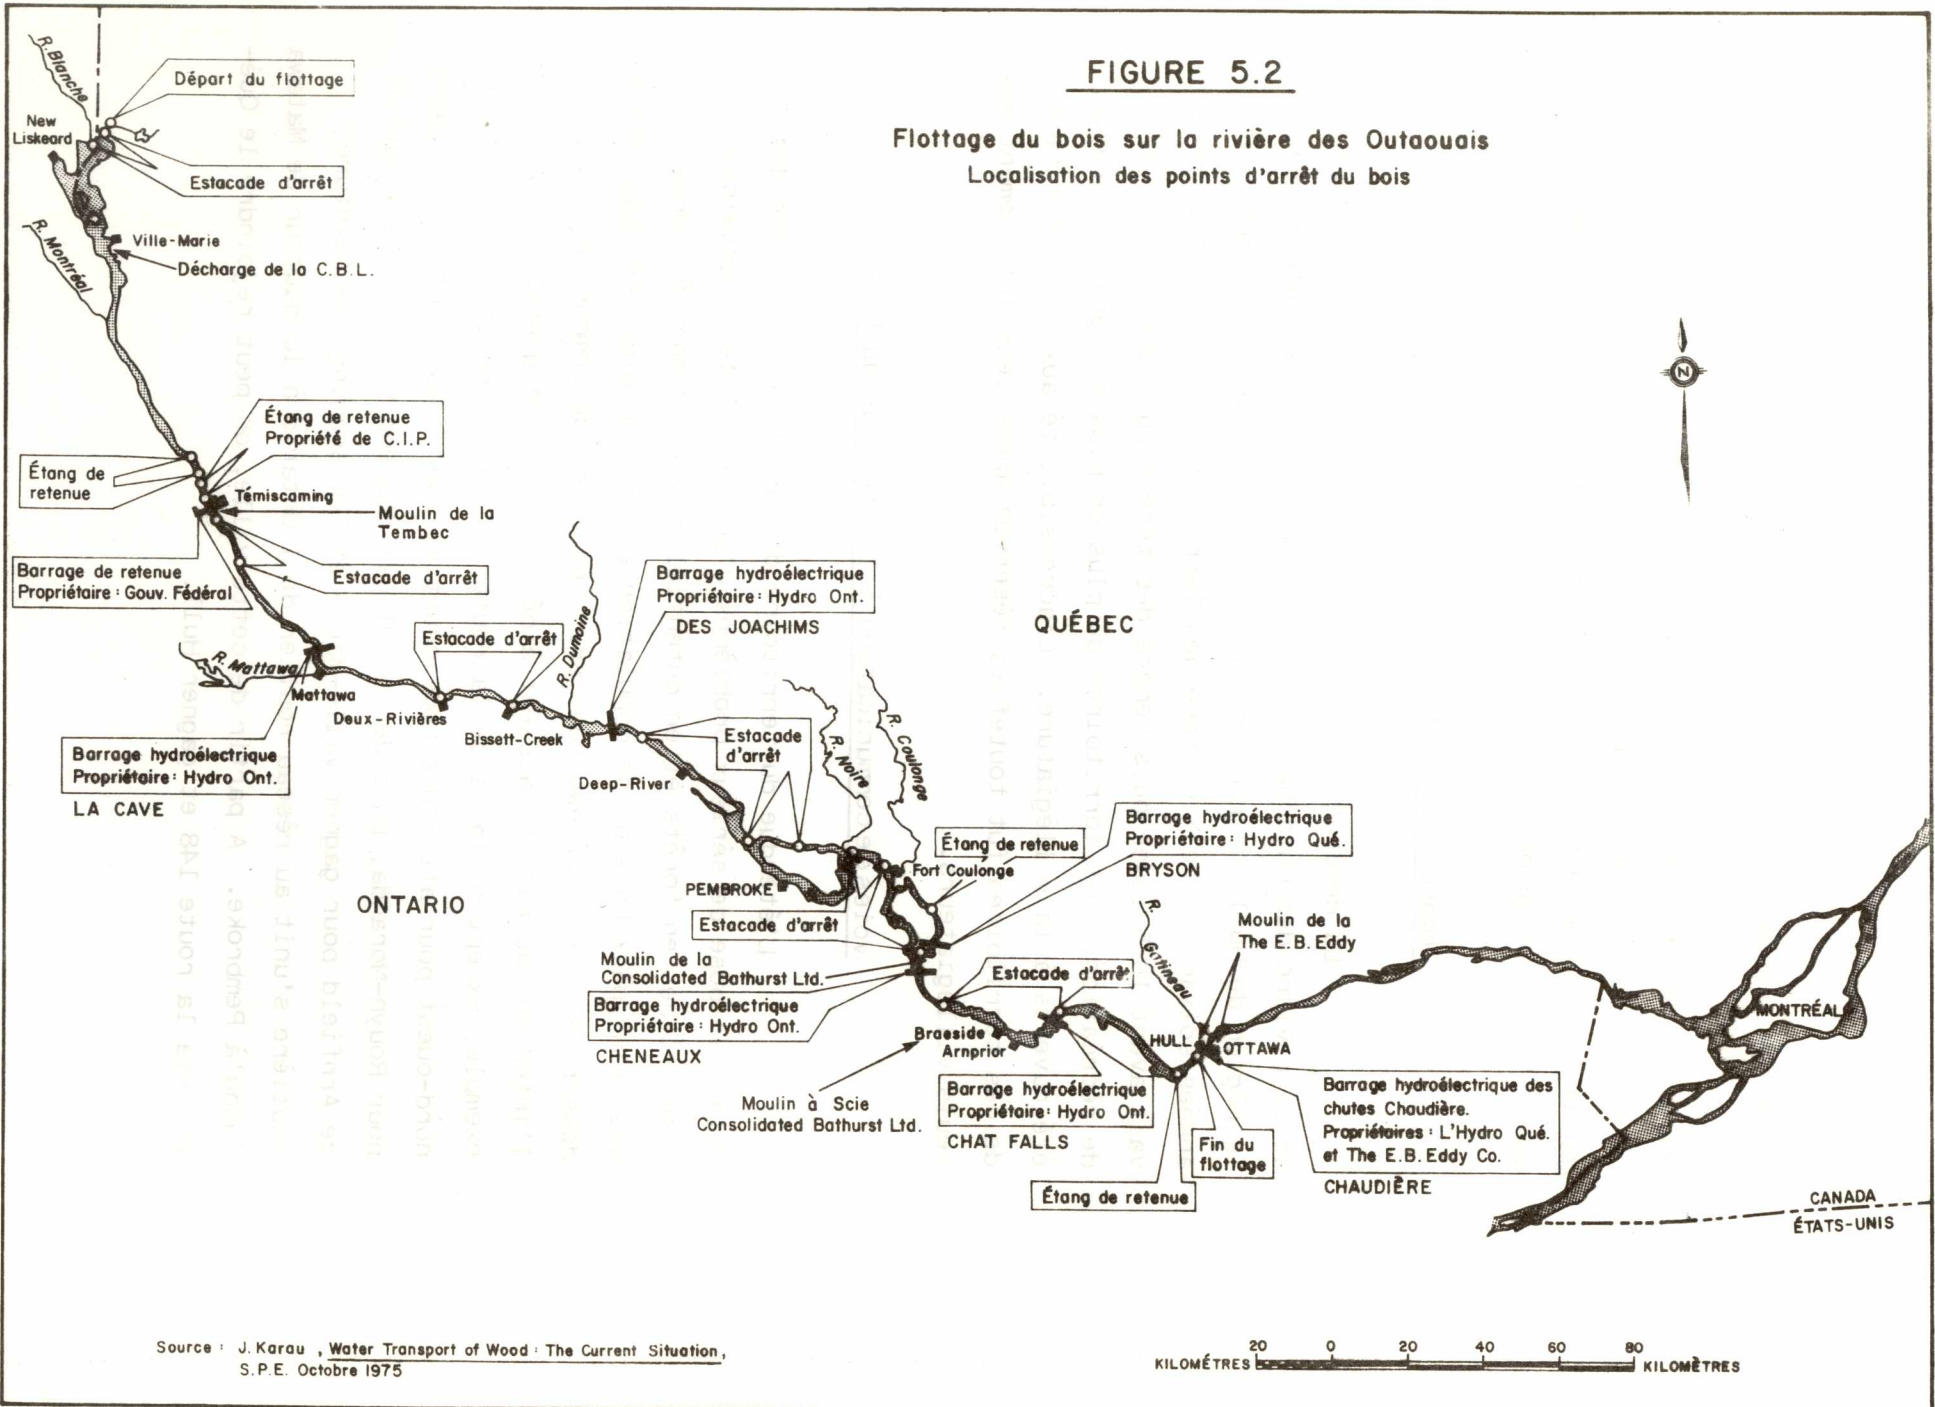 FIGURE 5.2
Flottage du bois sur la rivière des Outaouais
Localisation des points d'arrêt du bois
R. Blanche
Départ du flottage
New
Liskeard
Estacade d'arrêt
R. Montréal
Ville-Marie
Décharge de la C.B.L.
Étang de retenue
Propriété de C.I.P.
Étang de
retenue
Témiscaming
Moulin de la
Tembec
Barrage de retenue
Propriétaire : Gouv. Fédéral
Estacade d'arrêt
R. Mattawa
Mattawa
Barrage hydroélectrique
Propriétaire : Hydro Ont.
LA CAVE
Estacade d'arrêt
Deux-Rivières
Bissett-Creek
R. Dumoine
Barrage hydroélectrique
Propriétaire : Hydro Ont.
DES JOACHIMS
QUÉBEC
Deep-River
Estacade
d'arrêt
R. Noire
R. Coulonge
PEMBROKE
ONTARIO
Étang de retenue
Fort Coulonge
Barrage hydroélectrique
Propriétaire : Hydro Qué.
BRYSON
Estacade d'arrêt
Moulin de la
Consolidated Bathurst Ltd.
Barrage hydroélectrique
Propriétaire : Hydro Ont.
CHENEAUX
Estacade d'arrêt
Braeside
Arnprior
Moulin à Scie
Consolidated Bathurst Ltd.
Barrage hydroélectrique
Propriétaire : Hydro Ont.
CHAT FALLS
R.
Gatineau
Moulin de la
The E.B. Eddy
HULL
OTTAWA
Étang de retenue
Fin du
flottage
Barrage hydroélectrique des
chutes Chaudière.
Propriétaires : L'Hydro Qué.
et The E.B. Eddy Co.
CHAUDIÈRE
MONTRÉAL
CANADA
ÉTATS-UNIS
N
Source : J. Karau , Water Transport of Wood : The Current Situation,
S.P.E. Octobre 1975
20 0 20 40 60 80
KILOMÉTRES KILOMÈTRES